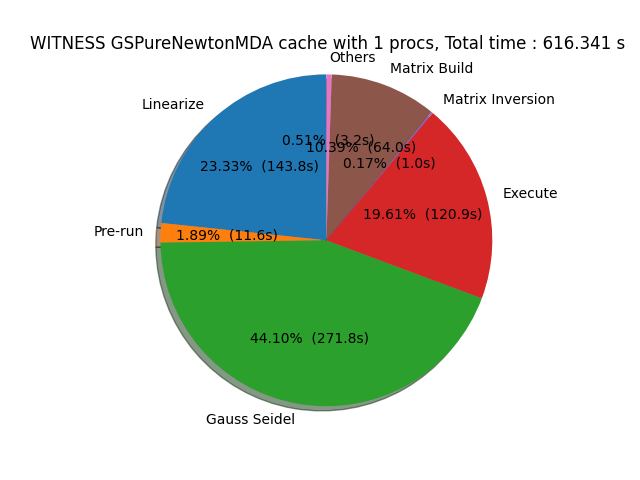 WITNESS GSPureNewtonMDA cache with 1 procs, Total time : 616.341 s
Others
Matrix Build
Matrix Inversion
Linearize
0.51% (3.2s)
10.39% (64.0s)
0.17% (1.0s)
23.33% (143.8s)
Execute
19.61% (120.9s)
Pre-run
1.89% (11.6s)
44.10% (271.8s)
Gauss Seidel